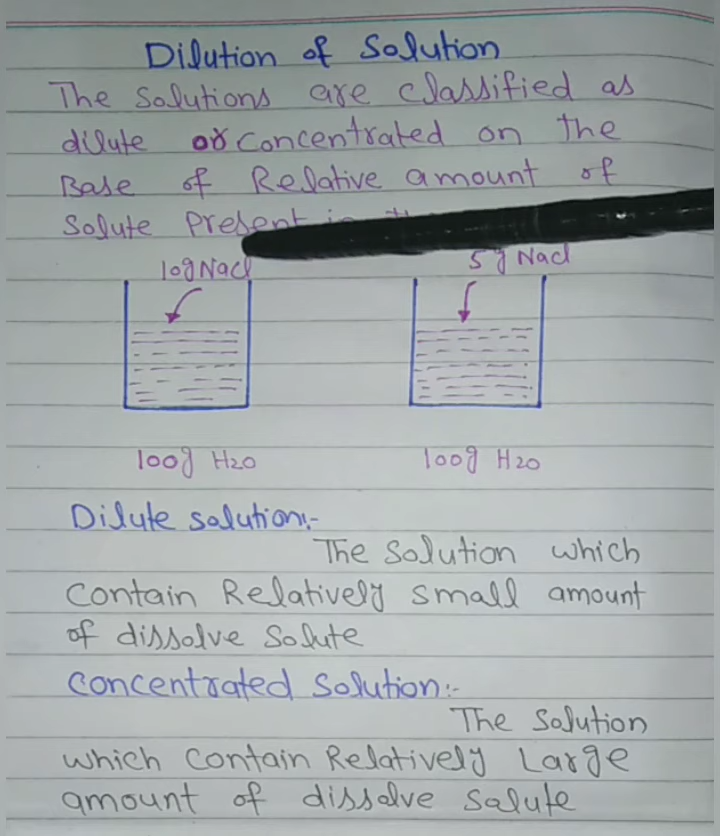 Dilution of Solution
The Solutions are classified as
dilute or Concentrated on the
Base of Relative amount of
Solute Present
10g Nacl
5g Nacl
100g H2O
100g H2O
Dilute solution:-
The Solution which
Contain Relatively small amount
of dissolve Solute
Concentrated Solution:-
The Solution
which Contain Relatively Large
amount of dissolve Salute